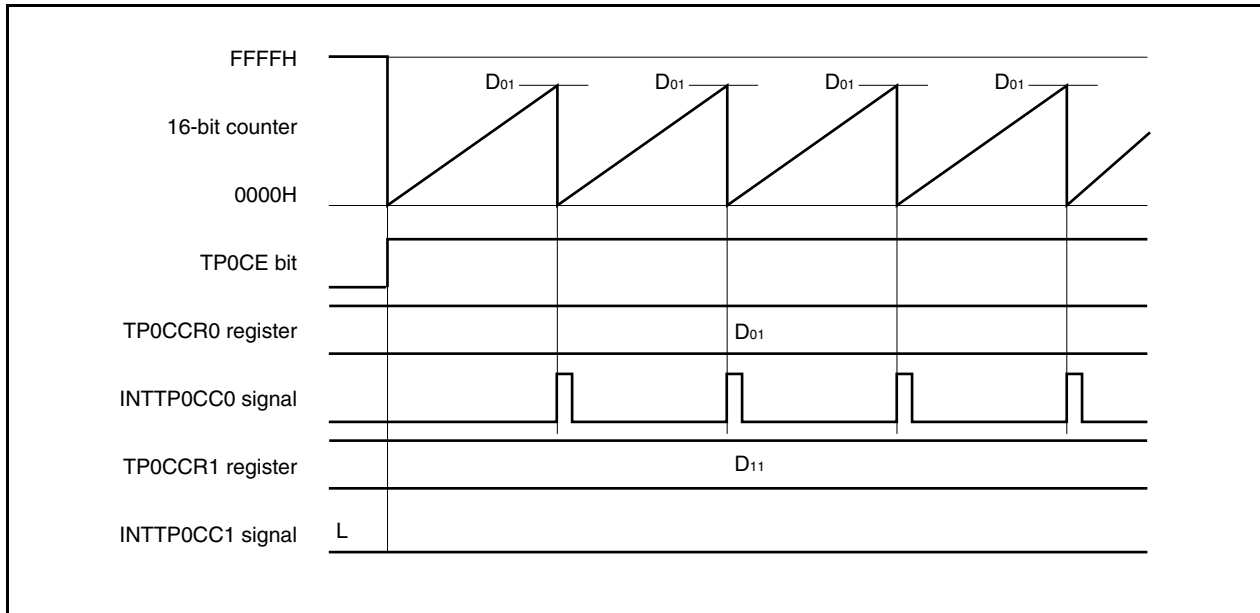 FFFFH
D01 D01 D01 D01
16-bit counter
0000H
TP0CE bit
TP0CCR0 register D01
INTTP0CC0 signal
TP0CCR1 register D11
INTTP0CC1 signal L